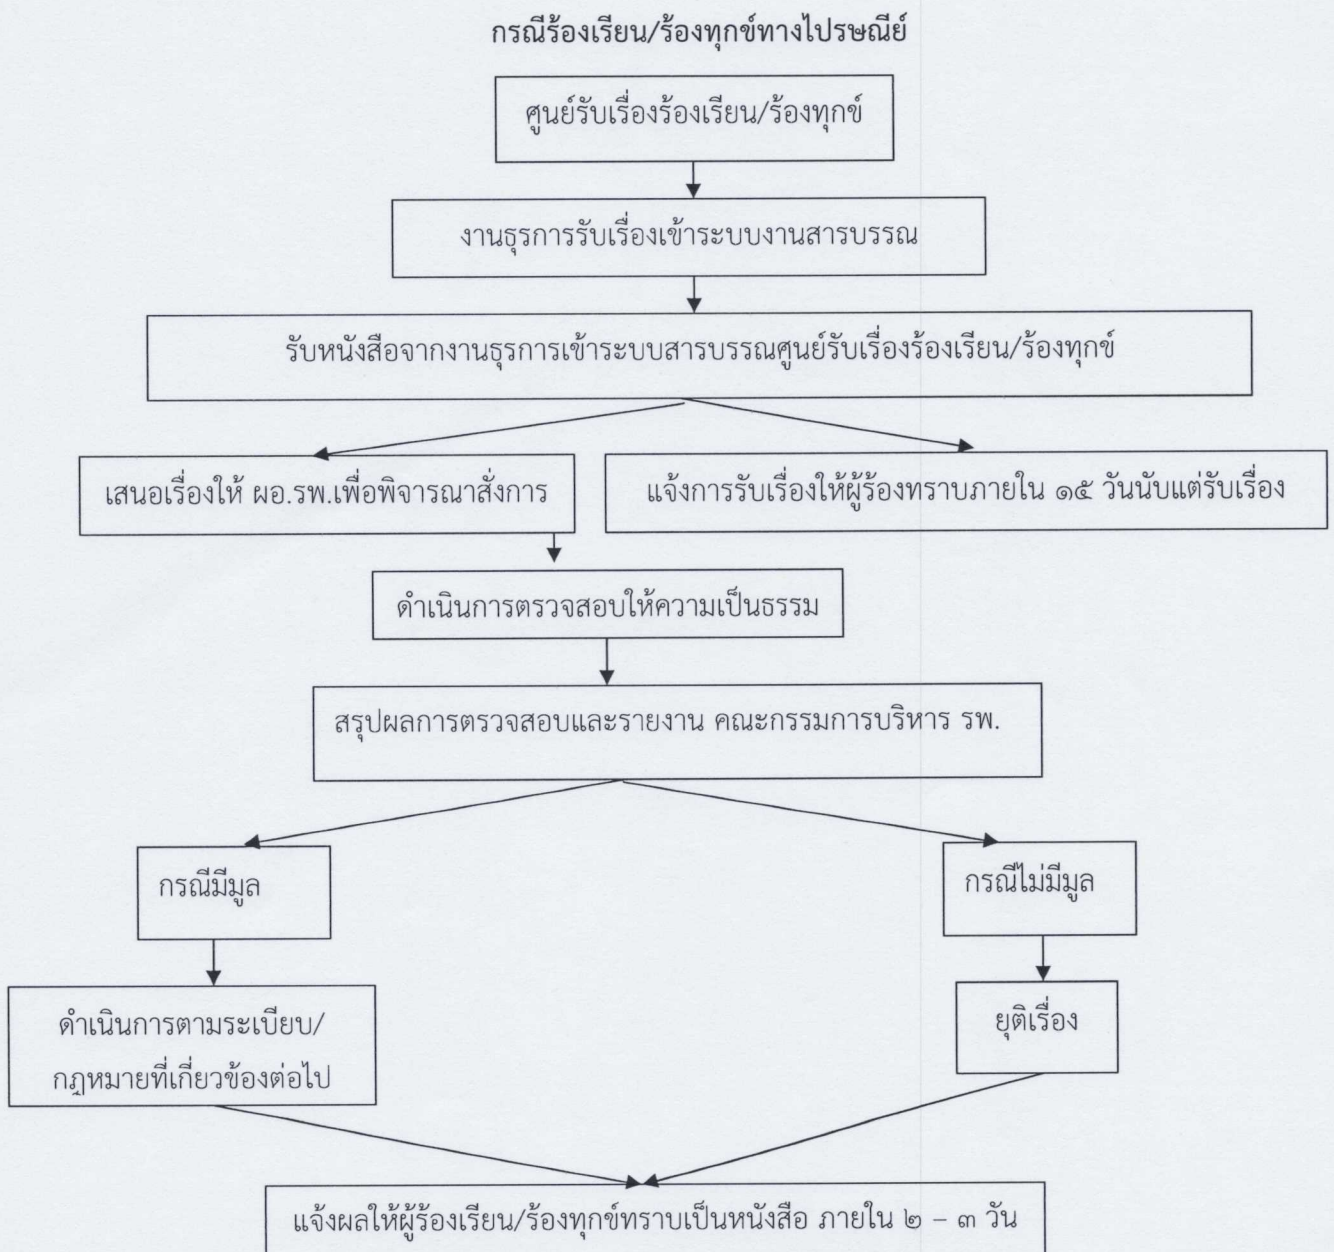 กรณีร้องเรียน/ร้องทุกข์ทางไปรษณีย์
ศูนย์รับเรื่องร้องเรียน/ร้องทุกข์
งานธุรการรับเรื่องเข้าระบบงานสารบรรณ
รับหนังสือจากงานธุรการเข้าระบบสารบรรณศูนย์รับเรื่องร้องเรียน/ร้องทุกข์
เสนอเรื่องให้ ผอ.รพ.เพื่อพิจารณาสั่งการ
แจ้งการรับเรื่องให้ผู้ร้องทราบภายใน ๑๕ วันนับแต่รับเรื่อง
ดำเนินการตรวจสอบให้ความเป็นธรรม
สรุปผลการตรวจสอบและรายงาน คณะกรรมการบริหาร รพ.
กรณีมีมูล
กรณีไม่มีมูล
ดำเนินการตามระเบียบ/
กฎหมายที่เกี่ยวข้องต่อไป
ยุติเรื่อง
แจ้งผลให้ผู้ร้องเรียน/ร้องทุกข์ทราบเป็นหนังสือ ภายใน ๒ – ๓ วัน